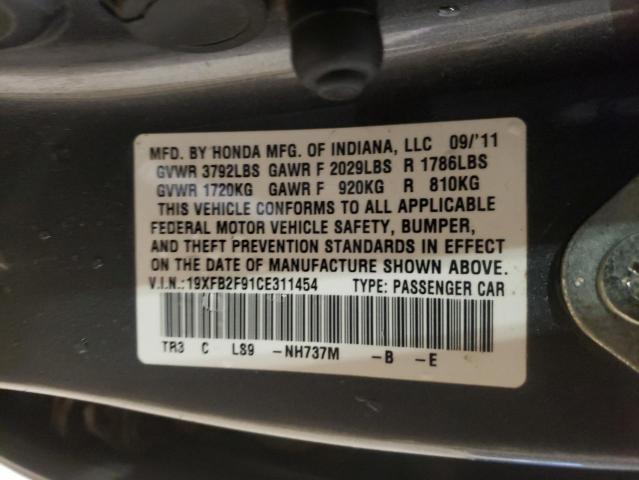 MFD. BY HONDA MFG. OF INDIANA, LLC 09/'11
GVWR 3792LBS GAWR F 2029LBS R 1786LBS
GVWR 1720KG GAWR F 920KG R 810KG
THIS VEHICLE CONFORMS TO ALL APPLICABLE
FEDERAL MOTOR VEHICLE SAFETY, BUMPER,
AND THEFT PREVENTION STANDARDS IN EFFECT
ON THE DATE OF MANUFACTURE SHOWN ABOVE.
V.I.N.:19XFB2F91CE311454 TYPE: PASSENGER CAR
TR3 C LS9 -NH737M -B -E